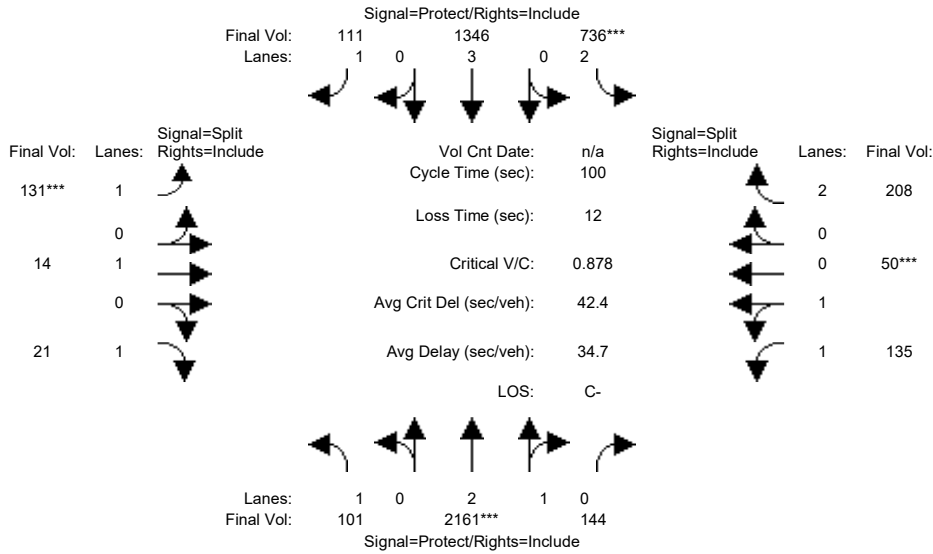 Signal=Protect/Rights=Include
Final Vol: 111 1346 736***
Lanes: 1 0 3 0 2
Signal=Split Signal=Split
Final Vol: Lanes: Rights=Include Vol Cnt Date: n/a Rights=Include Lanes: Final Vol:
Cycle Time (sec): 100
131*** 1 2 208
Loss Time (sec): 12
0 0
14 1 Critical V/C: 0.878 0 50***
0 Avg Crit Del (sec/veh): 42.4 1
21 1 Avg Delay (sec/veh): 34.7 1 135
LOS: C-
Lanes: 1 0 2 1 0
Final Vol: 101 2161*** 144
Signal=Protect/Rights=Include